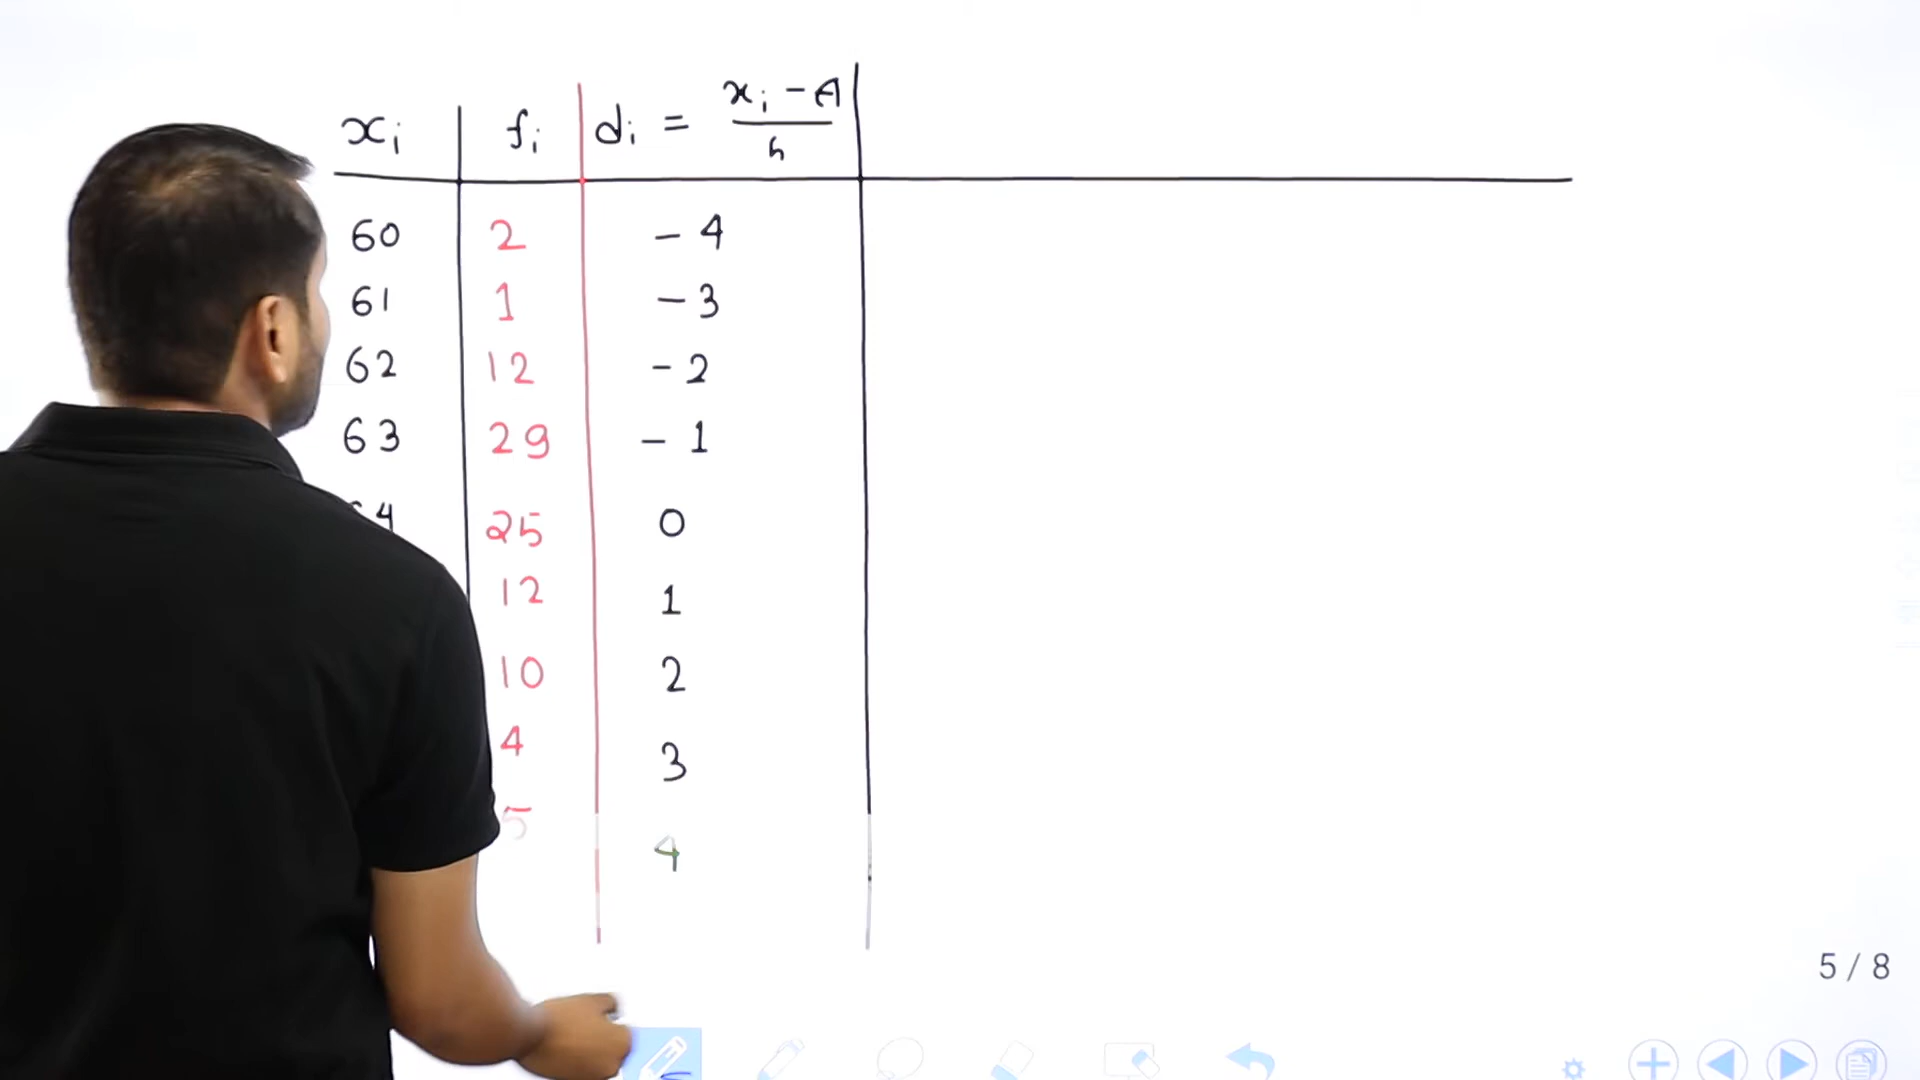 xi fi di = xi - A / h
60 2 - 4
61 1 - 3
62 12 - 2
63 29 - 1
64 25 0
12 1
10 2
4 3
5 4
5 / 8